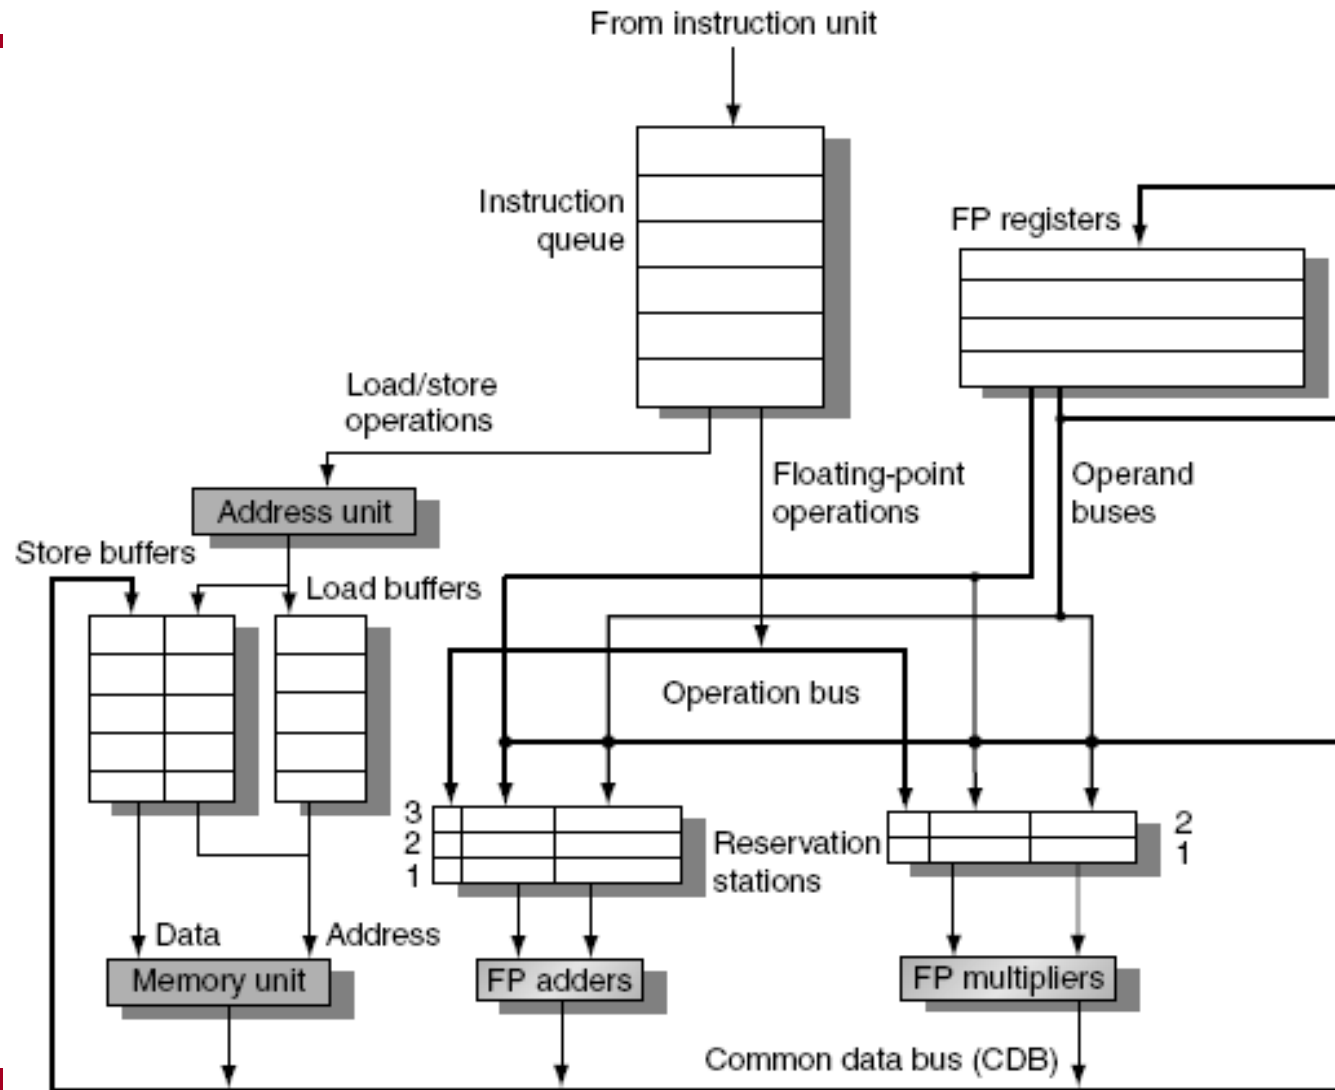 From instruction unit
Instruction
queue
FP registers
Load/store
operations
Floating-point
operations
Operand
buses
Address unit
Store buffers
Load buffers
Operation bus
3
2
1
Reservation
stations
2
1
Data
Address
Memory unit
FP adders
FP multipliers
Common data bus (CDB)